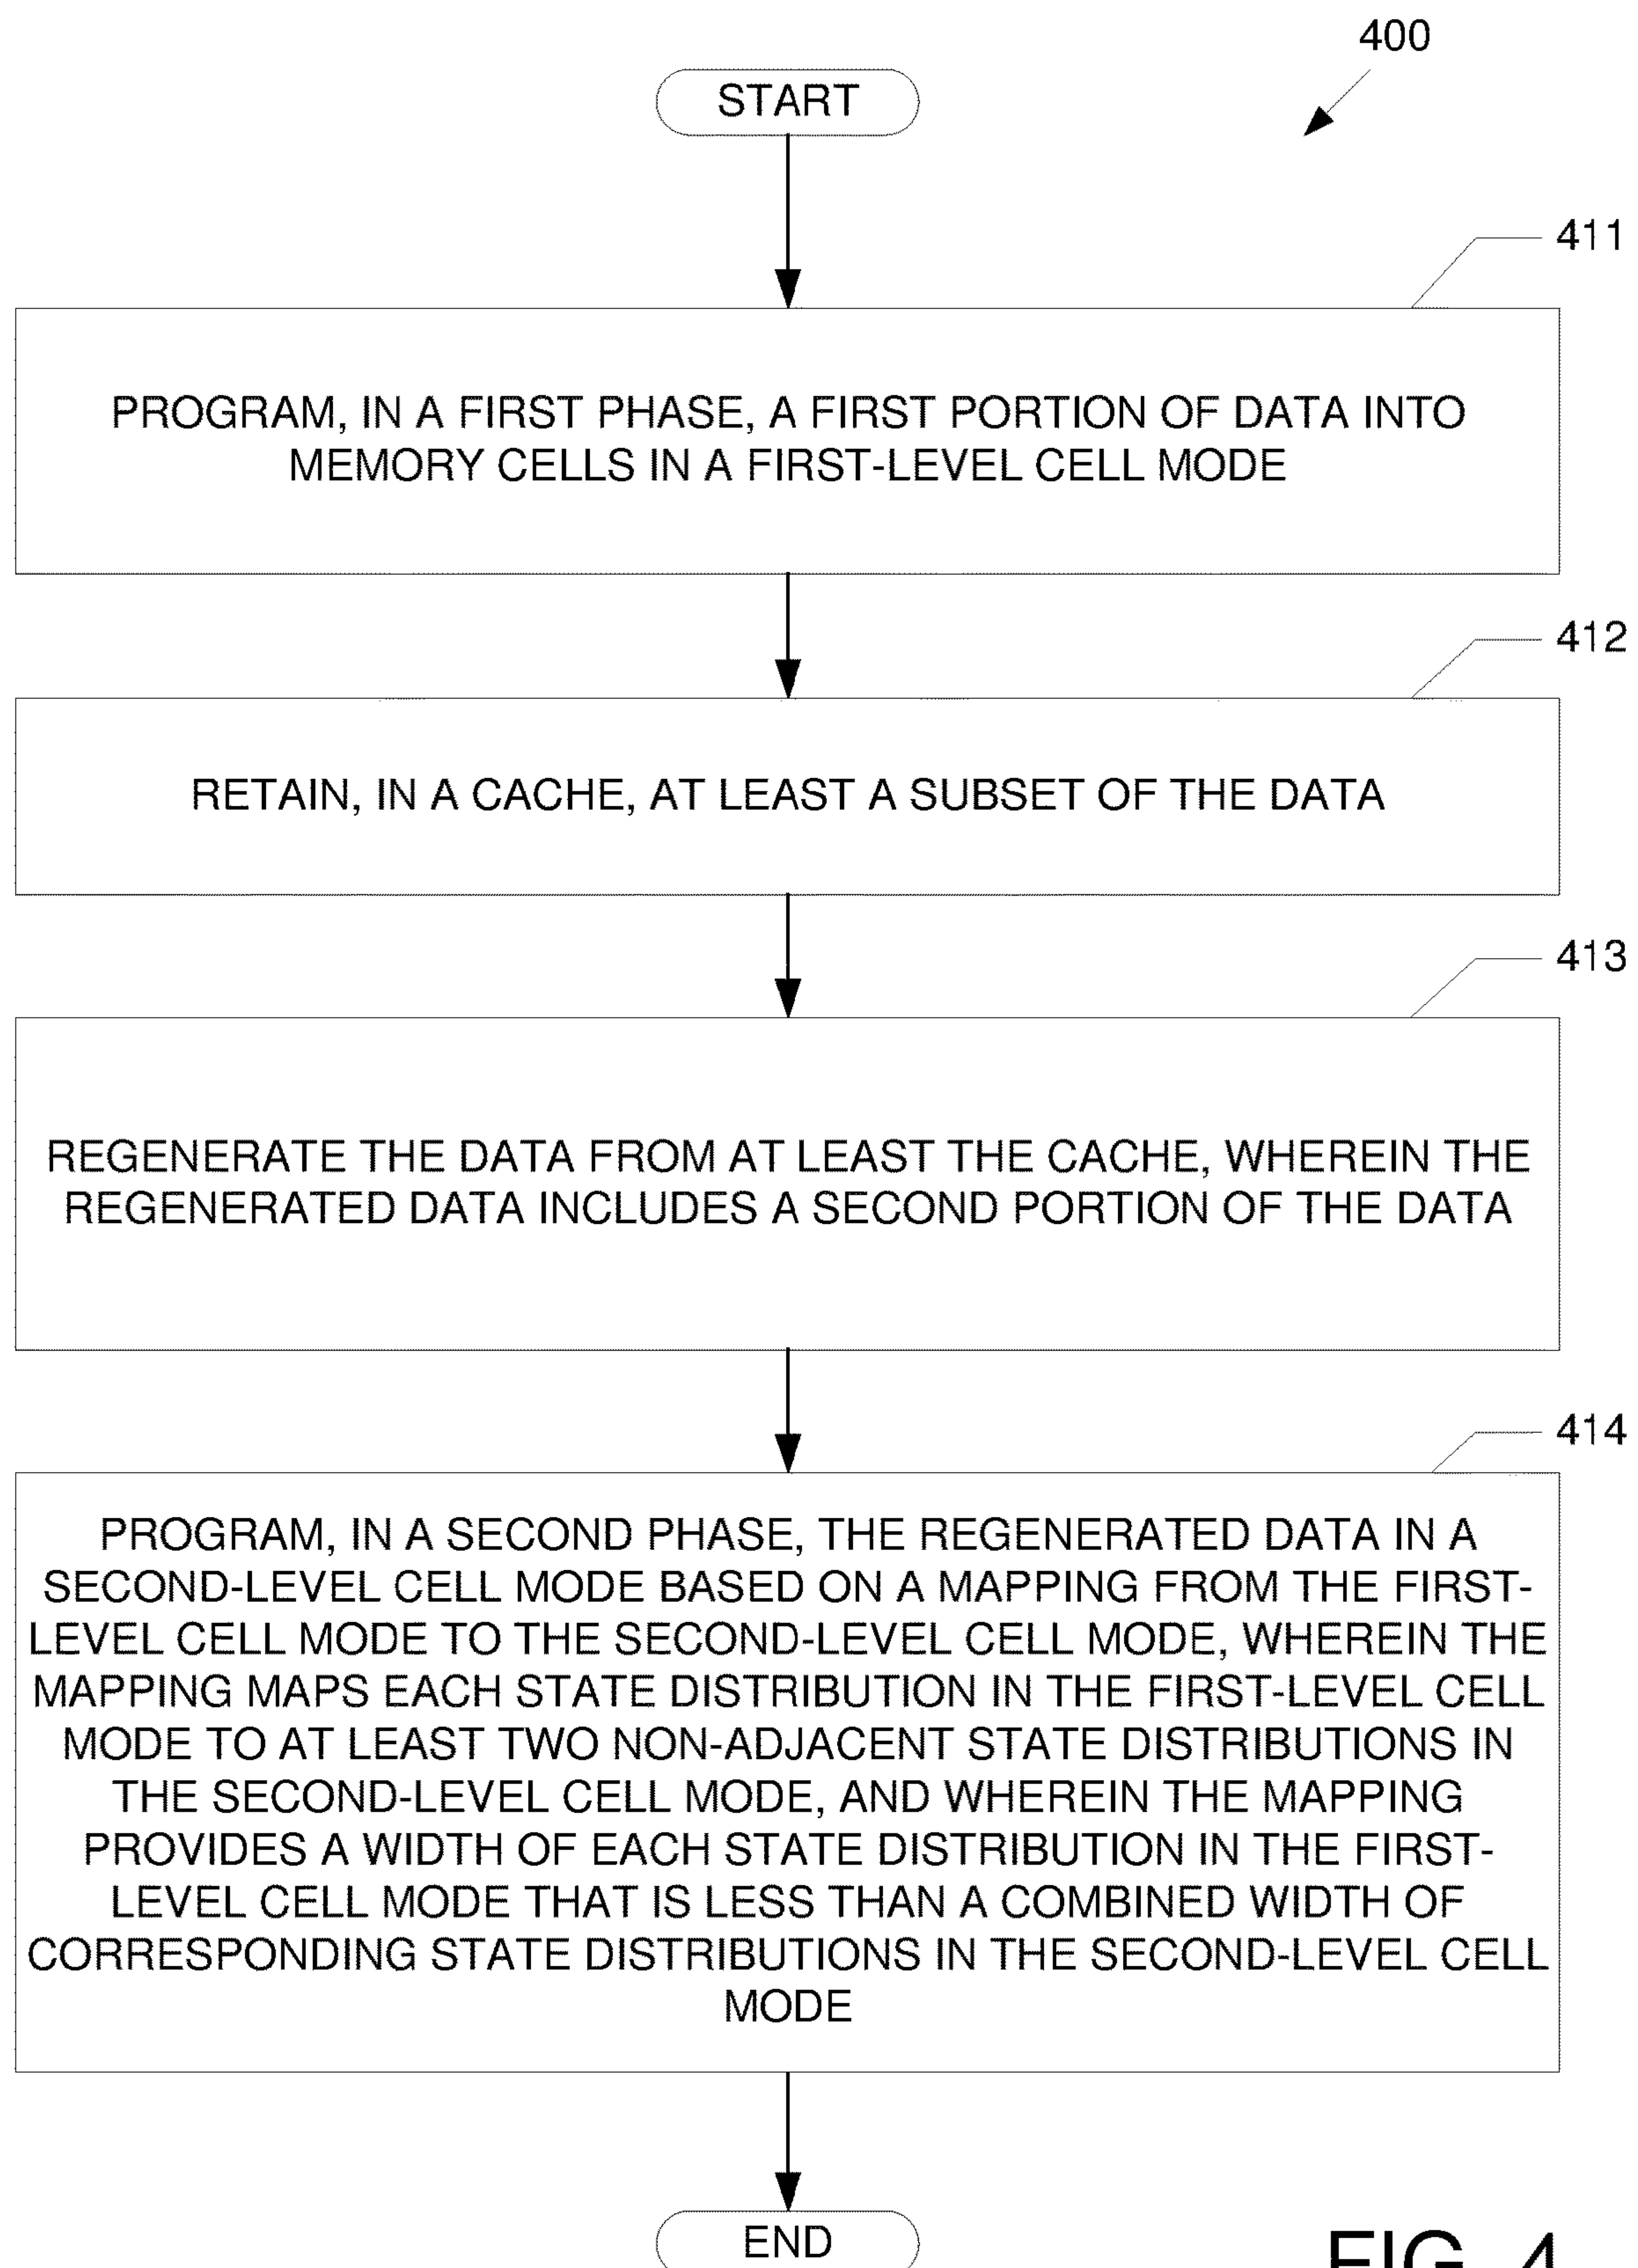 400
START
411
PROGRAM, IN A FIRST PHASE, A FIRST PORTION OF DATA INTO
MEMORY CELLS IN A FIRST-LEVEL CELL MODE
412
RETAIN, IN A CACHE, AT LEAST A SUBSET OF THE DATA
413
REGENERATE THE DATA FROM AT LEAST THE CACHE, WHEREIN THE
REGENERATED DATA INCLUDES A SECOND PORTION OF THE DATA
414
PROGRAM, IN A SECOND PHASE, THE REGENERATED DATA IN A
SECOND-LEVEL CELL MODE BASED ON A MAPPING FROM THE FIRST-
LEVEL CELL MODE TO THE SECOND-LEVEL CELL MODE, WHEREIN THE
MAPPING MAPS EACH STATE DISTRIBUTION IN THE FIRST-LEVEL CELL
MODE TO AT LEAST TWO NON-ADJACENT STATE DISTRIBUTIONS IN
THE SECOND-LEVEL CELL MODE, AND WHEREIN THE MAPPING
PROVIDES A WIDTH OF EACH STATE DISTRIBUTION IN THE FIRST-
LEVEL CELL MODE THAT IS LESS THAN A COMBINED WIDTH OF
CORRESPONDING STATE DISTRIBUTIONS IN THE SECOND-LEVEL CELL
MODE
END
FIG. 4